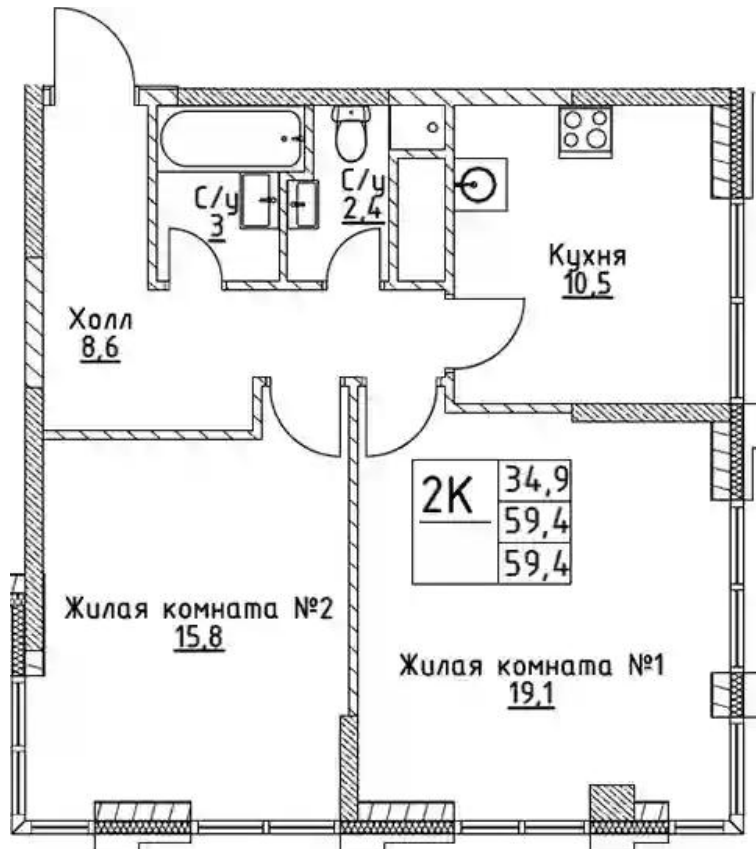 С/у
3
С/у
2,4
Кухня
10,5
Холл
8,6
2К
34,9
59,4
59,4
Жилая комната №2
15,8
Жилая комната №1
19,1